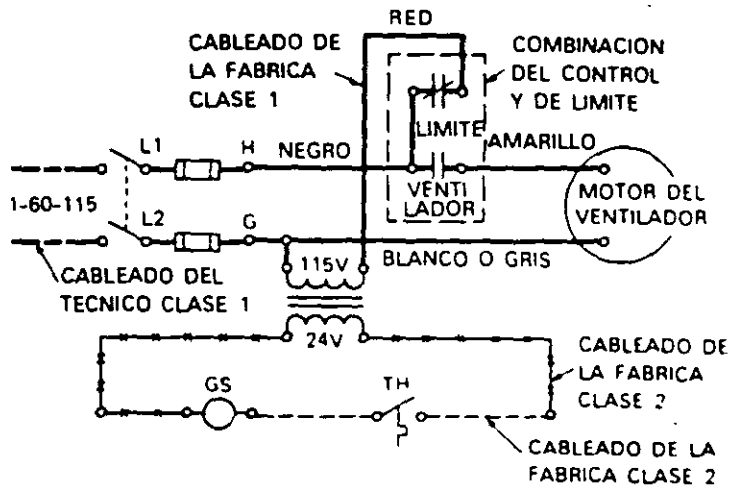 RED
CABLEADO DE
LA FABRICA
CLASE 1
COMBINACION
DEL CONTROL
Y DE LIMITE
LIMITE
L1
H
NEGRO
AMARILLO
1-60-115
VENTI
LADOR
MOTOR DEL
VENTILADOR
L2
G
CABLEADO DEL
TECNICO CLASE 1
115V
BLANCO O GRIS
24V
GS
TH
CABLEADO DE
LA FABRICA
CLASE 2
CABLEADO DE LA
FABRICA CLASE 2